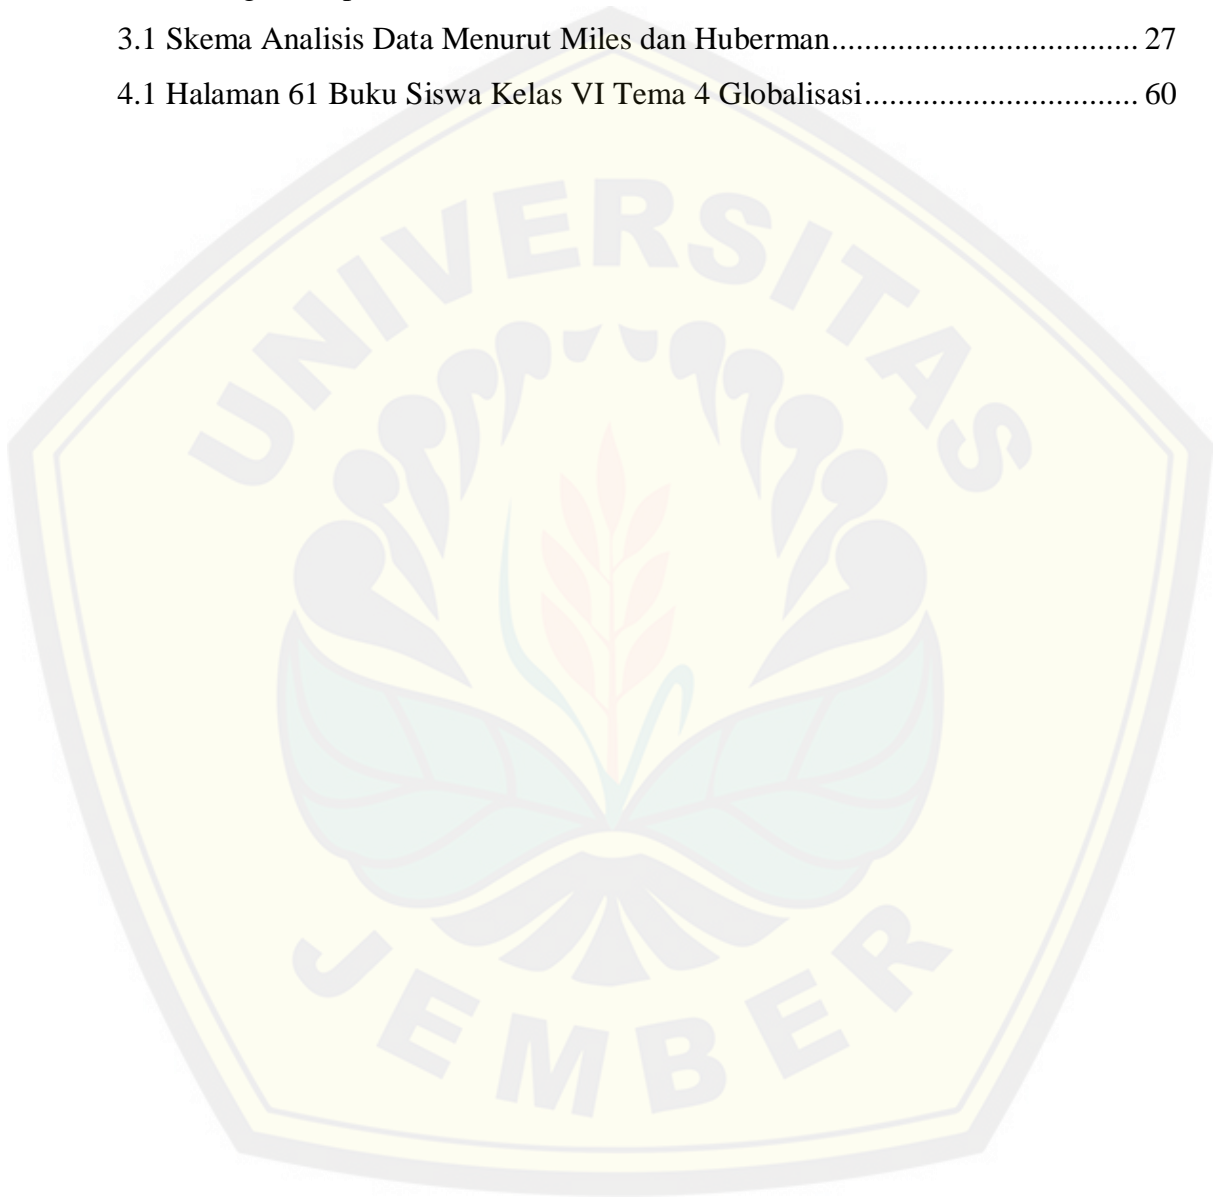 3.1 Skema Analisis Data Menurut Miles dan Huberman..................................... 27
4.1 Halaman 61 Buku Siswa Kelas VI Tema 4 Globalisasi................................. 60
UNIVERSITAS
JEMBER